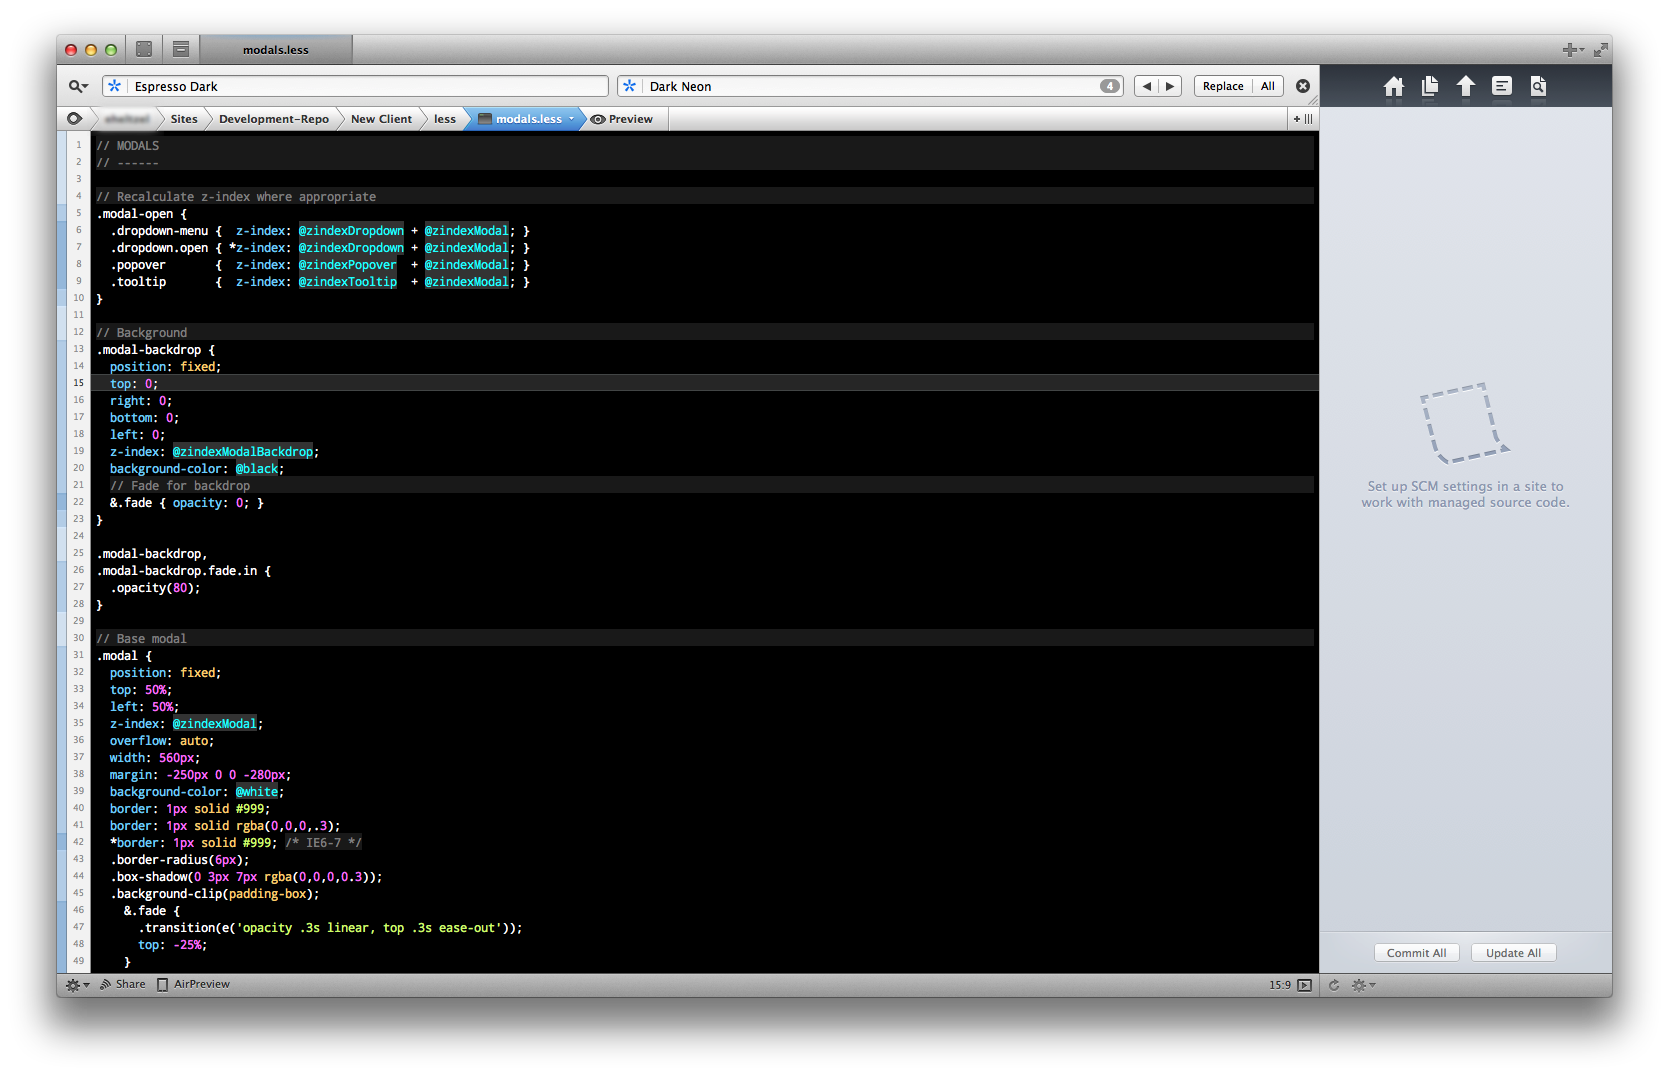 modals.less
Espresso Dark
Dark Neon
4
Replace
All
Sites
Development-Repo
New Client
less
modals.less
Preview
1 // MODALS
2 // ------
3
4 // Recalculate z-index where appropriate
5 .modal-open {
6   .dropdown-menu {  z-index: @zindexDropdown + @zindexModal; }
7   .dropdown.open { *z-index: @zindexDropdown + @zindexModal; }
8   .popover       {  z-index: @zindexPopover  + @zindexModal; }
9   .tooltip       {  z-index: @zindexTooltip  + @zindexModal; }
10 }
11
12 // Background
13 .modal-backdrop {
14   position: fixed;
15   top: 0;
16   right: 0;
17   bottom: 0;
18   left: 0;
19   z-index: @zindexModalBackdrop;
20   background-color: @black;
21   // Fade for backdrop
22   &.fade { opacity: 0; }
23 }
24
25 .modal-backdrop,
26 .modal-backdrop.fade.in {
27   .opacity(80);
28 }
29
30 // Base modal
31 .modal {
32   position: fixed;
33   top: 50%;
34   left: 50%;
35   z-index: @zindexModal;
36   overflow: auto;
37   width: 560px;
38   margin: -250px 0 0 -280px;
39   background-color: @white;
40   border: 1px solid #999;
41   border: 1px solid rgba(0,0,0,.3);
42   *border: 1px solid #999; /* IE6-7 */
43   .border-radius(6px);
44   .box-shadow(0 3px 7px rgba(0,0,0,0.3));
45   .background-clip(padding-box);
46     &.fade {
47       .transition(e('opacity .3s linear, top .3s ease-out'));
48       top: -25%;
49     }
Set up SCM settings in a site to
work with managed source code.
Commit All
Update All
Share
AirPreview
15:9